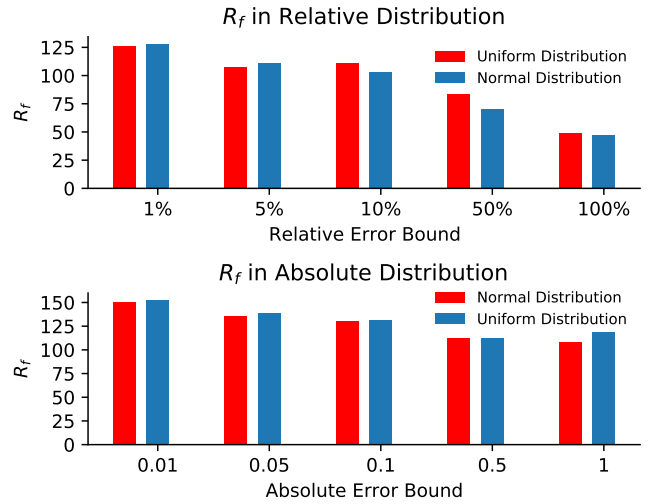 R_f in Relative Distribution
125
100
75
50
25
0
R_f
Uniform Distribution
Normal Distribution
1% 5% 10% 50% 100%
Relative Error Bound
R_f in Absolute Distribution
150
125
100
75
50
25
0
R_f
Normal Distribution
Uniform Distribution
0.01 0.05 0.1 0.5 1
Absolute Error Bound